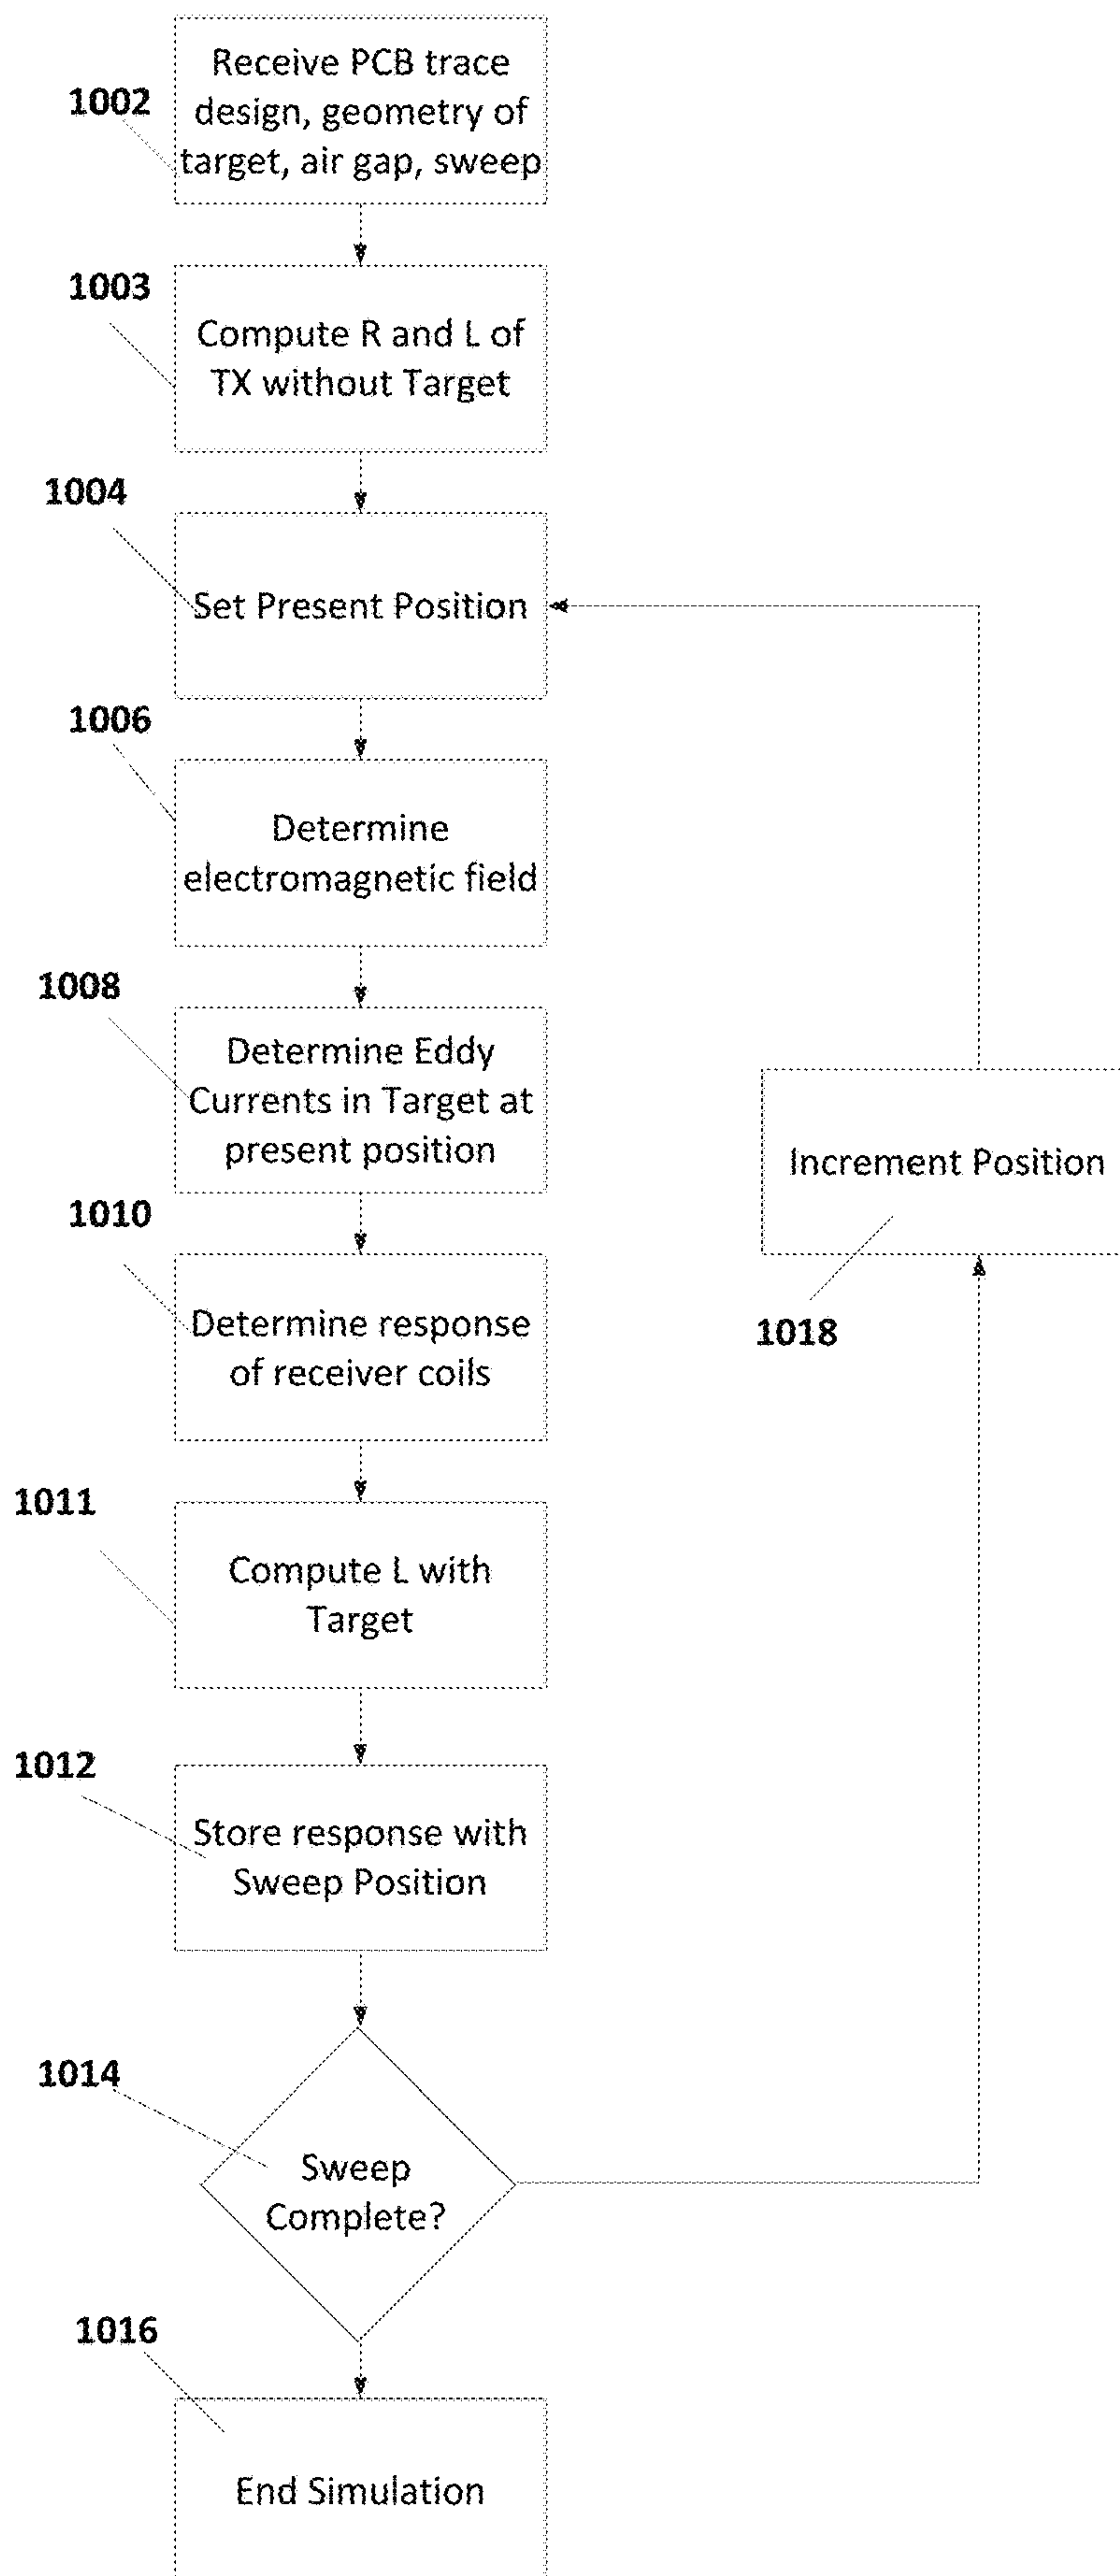 1002
Receive PCB trace
design, geometry of
target, air gap, sweep
1003
Compute R and L of
TX without Target
1004
Set Present Position
1006
Determine
electromagnetic field
1008
Determine Eddy
Currents in Target at
present position
1010
Determine response
of receiver coils
1011
Compute L with
Target
1012
Store response with
Sweep Position
1014
Sweep
Complete?
1016
End Simulation
Increment Position
1018